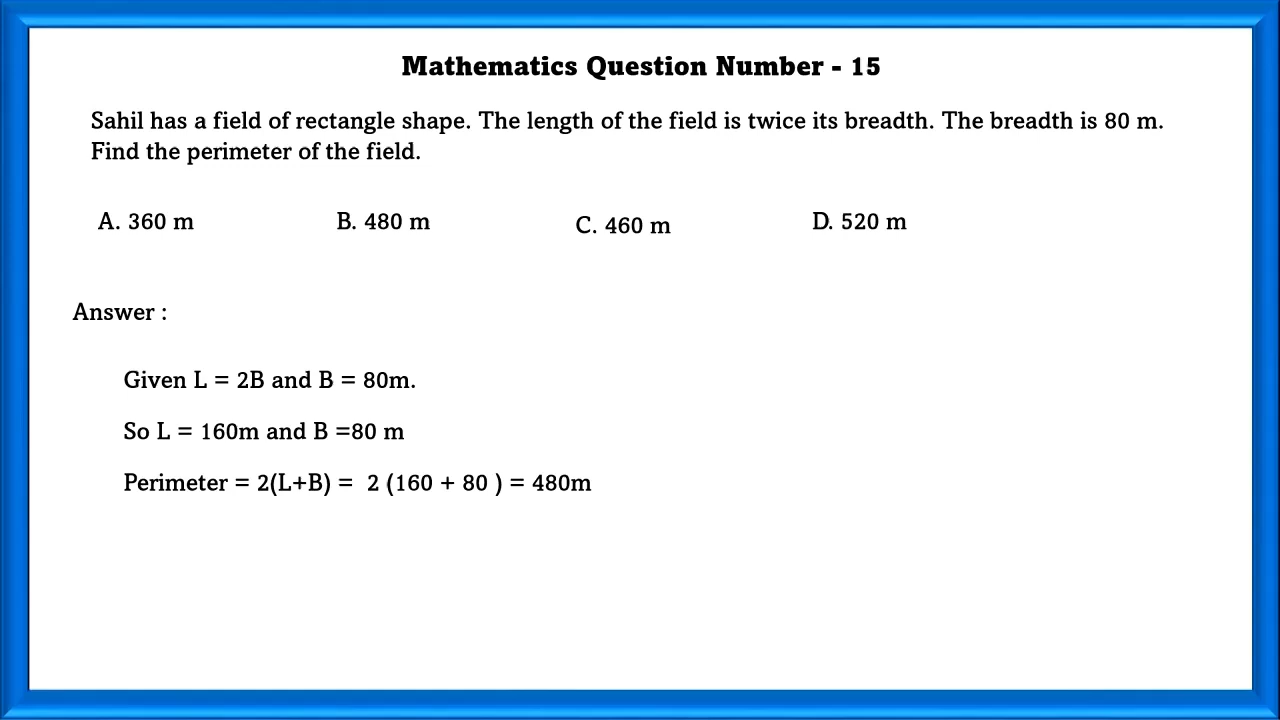 Mathematics Question Number - 15
Sahil has a field of rectangle shape. The length of the field is twice its breadth. The breadth is 80 m.
Find the perimeter of the field.
A. 360 m B. 480 m C. 460 m D. 520 m
Answer :
Given L = 2B and B = 80m.
So L = 160m and B =80 m
Perimeter = 2(L+B) = 2 (160 + 80 ) = 480m